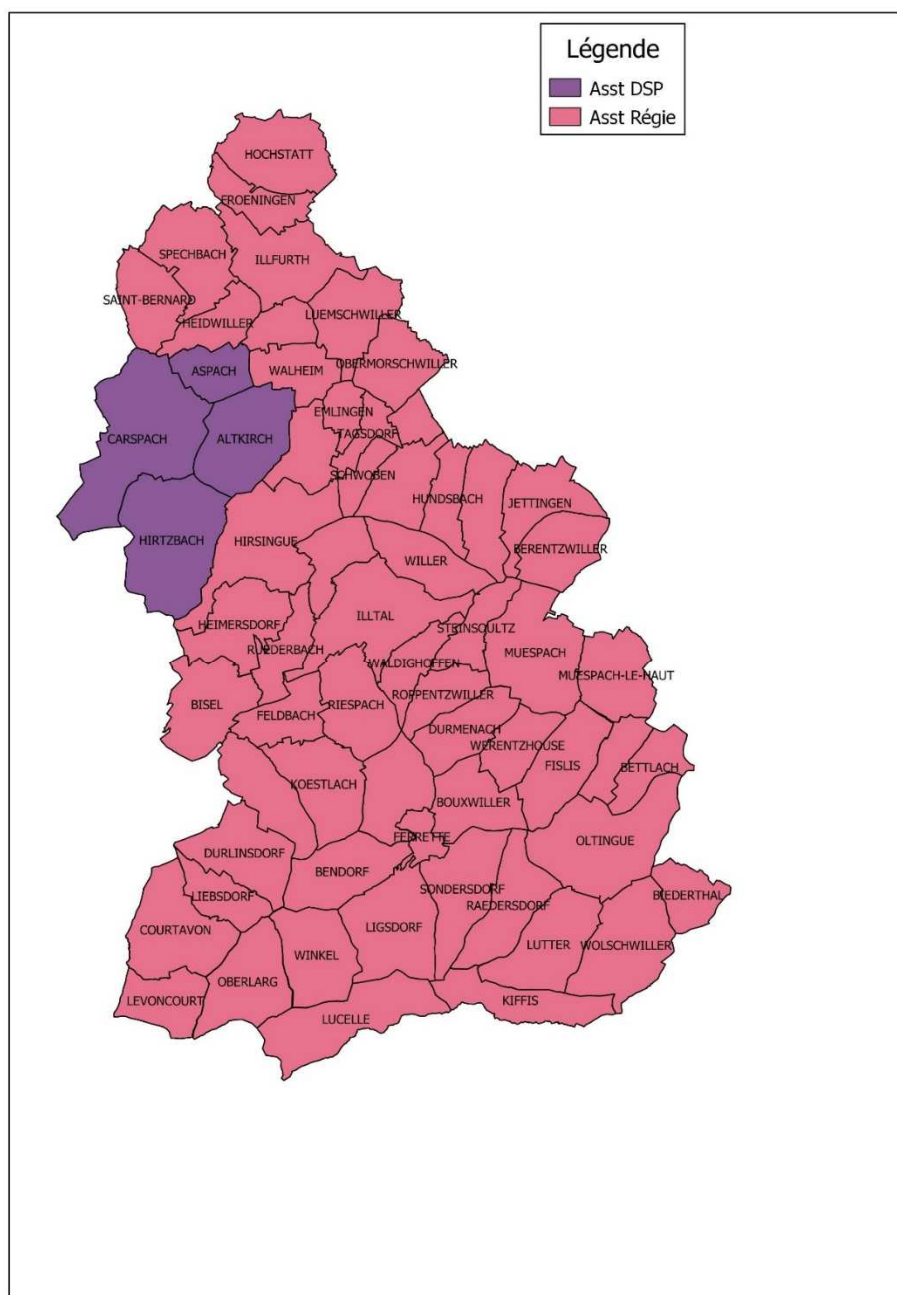 Légende
Asst DSP
Asst Régie
HOCHSTATT
FROENINGEN
SPECHBACH
ILLFURTH
SAINT-BERNARD
HEIDWILLER
LUEMSCHWILLER
ASPACH
WALHEIM
OBERMORSCHWILLER
EMLINGEN
CARSPACH
ALTKIRCH
TAGSDORF
SCHWOBEN
HUNDSBACH
JETTINGEN
HIRTZBACH
HIRSINGUE
WILLER
BERENTZWILLER
HEIMERSDORF
ILLTAL
STEINSOULTZ
RUEDERBACH
WALDIGHOFFEN
MUESPACH
MUESPACH-LE-HAUT
BISEL
FELDBACH
RIESPACH
ROPPENTZWILLER
DURMENACH
WERENTZHOUSE
FISLIS
BETTLACH
KOESTLACH
BOUXWILLER
FERRETTE
OLTINGUE
DURLINSDORF
BENDORF
LIEBSDORF
SONDERSDORF
RAEDERSDORF
BIEDERTHAL
COURTAVON
LIGSDORF
LUTTER
WOLSCHWILLER
OBERLARG
WINKEL
LEVONCOURT
KIFFIS
LUCELLE